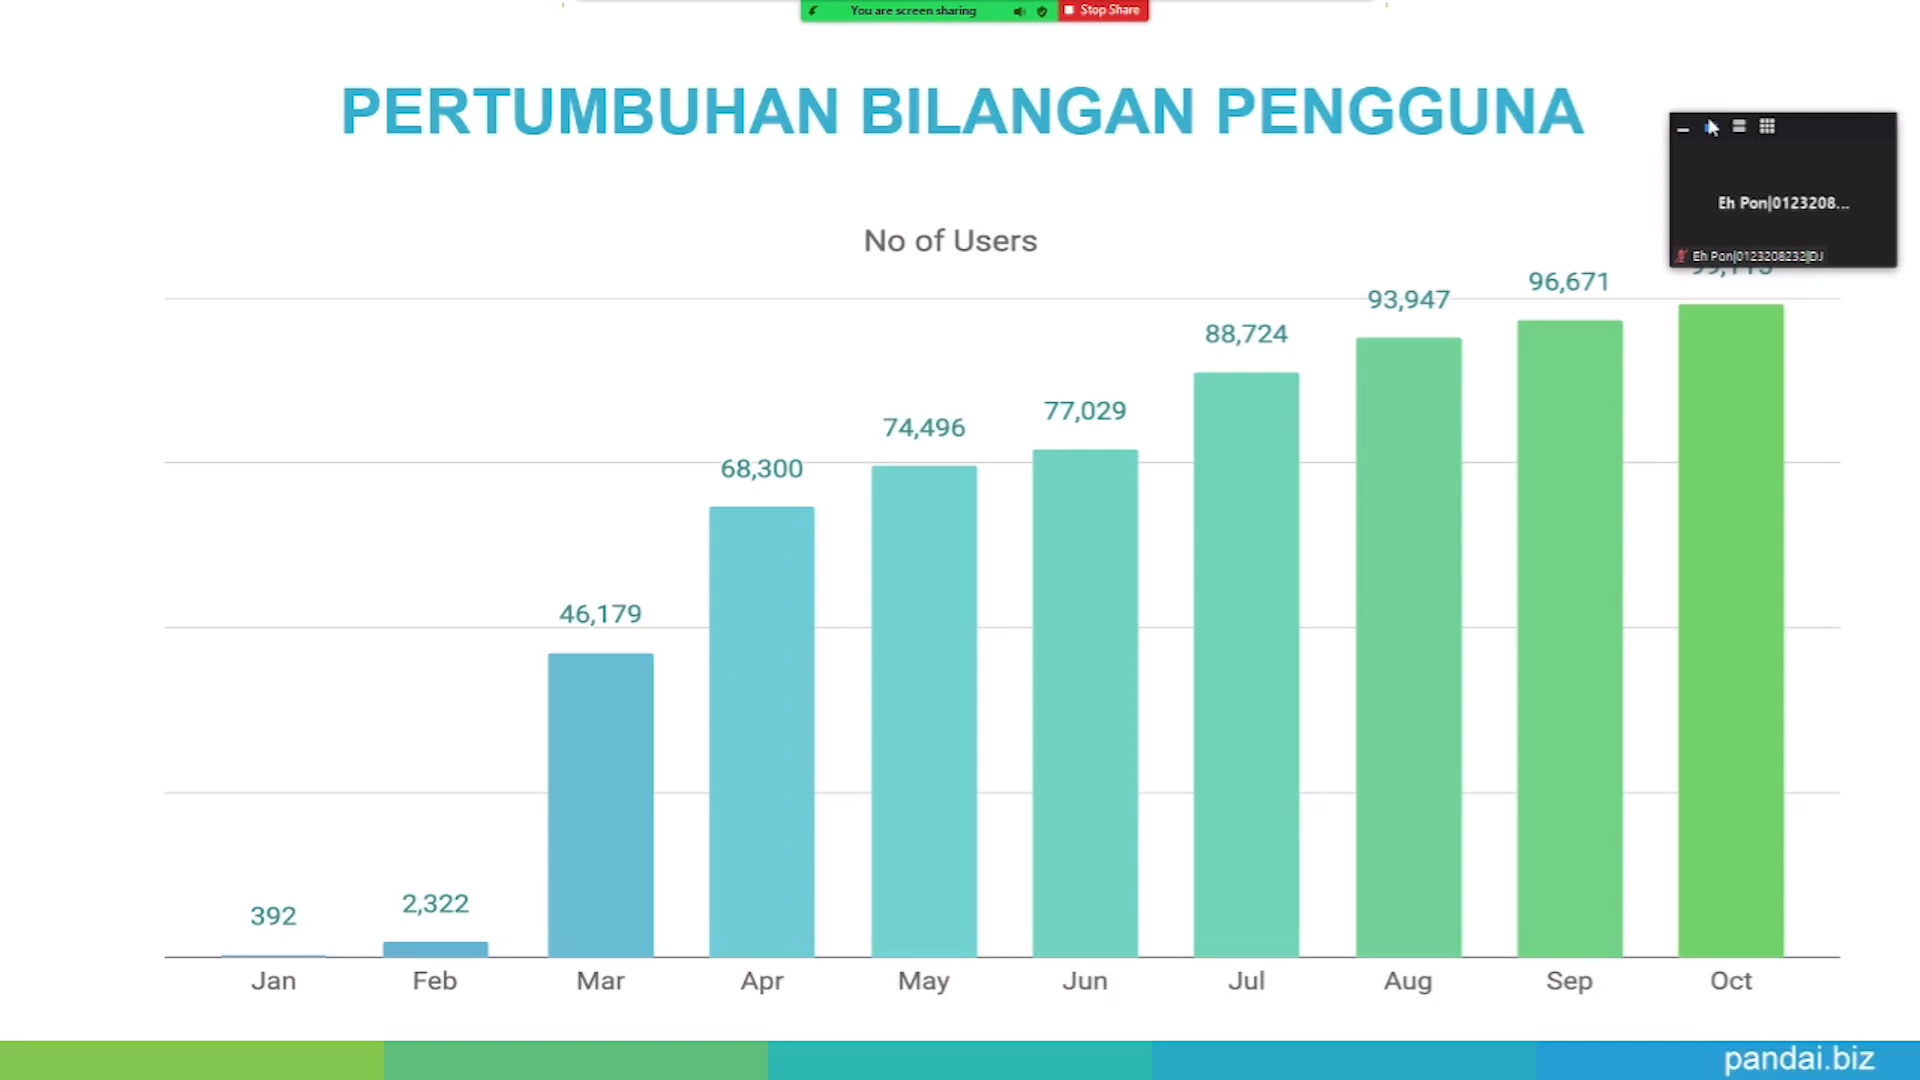 You are screen sharing
Stop Share
PERTUMBUHAN BILANGAN PENGGUNA
Eh Pon|0123208...
Eh Pon|0123208232|DJ
No of Users
392
2,322
46,179
68,300
74,496
77,029
88,724
93,947
96,671
Jan
Feb
Mar
Apr
May
Jun
Jul
Aug
Sep
Oct
pandai.biz